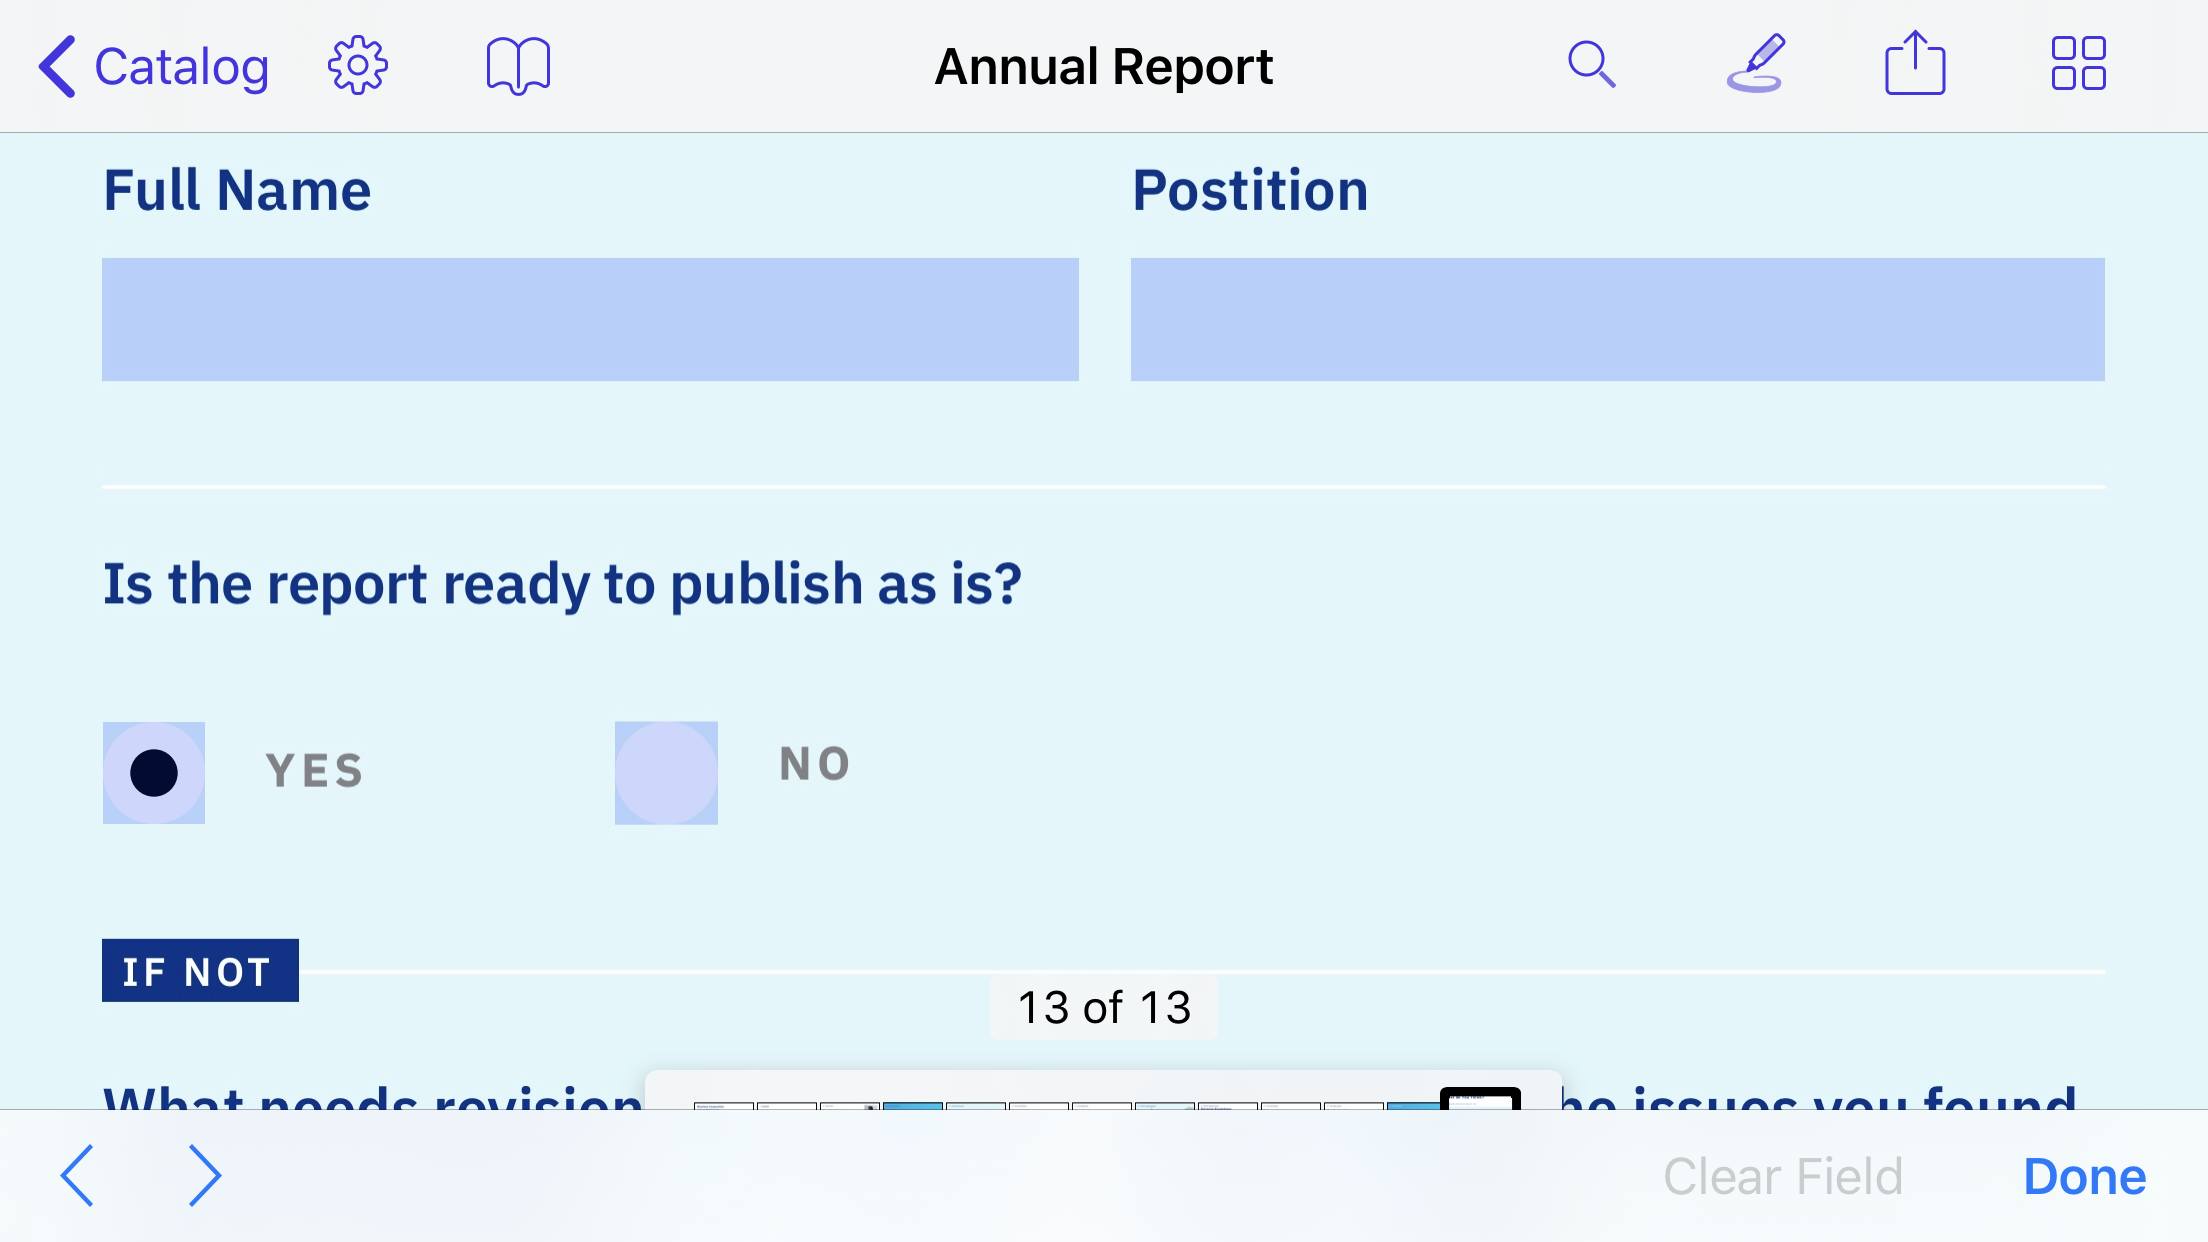 Catalog
Annual Report
Full Name
Postition
Is the report ready to publish as is?
YES
NO
IF NOT
13 of 13
What needs revision
he issues you found
Clear Field
Done